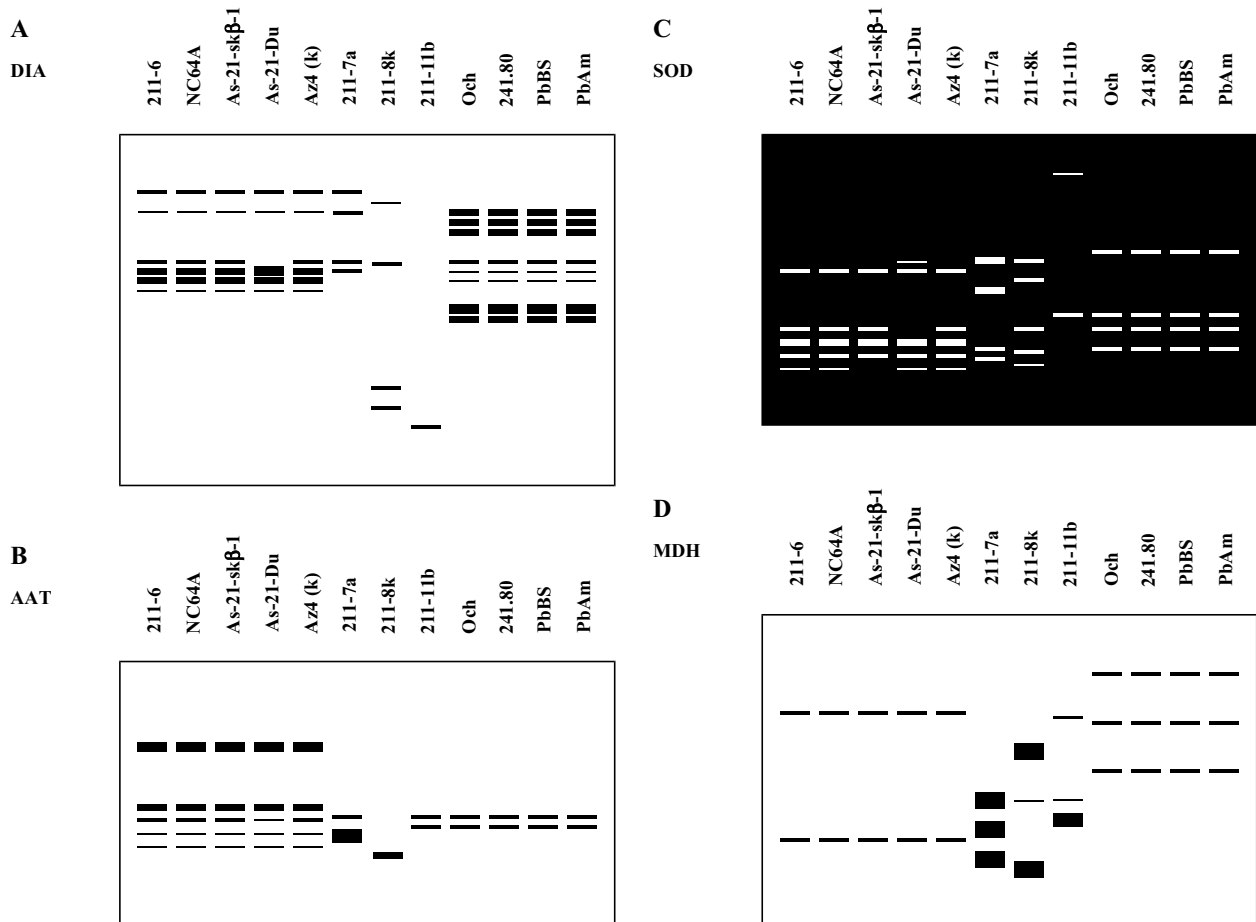 A
DIA
211-6
NC64A
As-21-skβ-1
As-21-Du
Az4 (k)
211-7a
211-8k
211-11b
Och
241.80
PbBS
PbAm
B
AAT
211-6
NC64A
As-21-skβ-1
As-21-Du
Az4 (k)
211-7a
211-8k
211-11b
Och
241.80
PbBS
PbAm
C
SOD
211-6
NC64A
As-21-skβ-1
As-21-Du
Az4 (k)
211-7a
211-8k
211-11b
Och
241.80
PbBS
PbAm
D
MDH
211-6
NC64A
As-21-skβ-1
As-21-Du
Az4 (k)
211-7a
211-8k
211-11b
Och
241.80
PbBS
PbAm